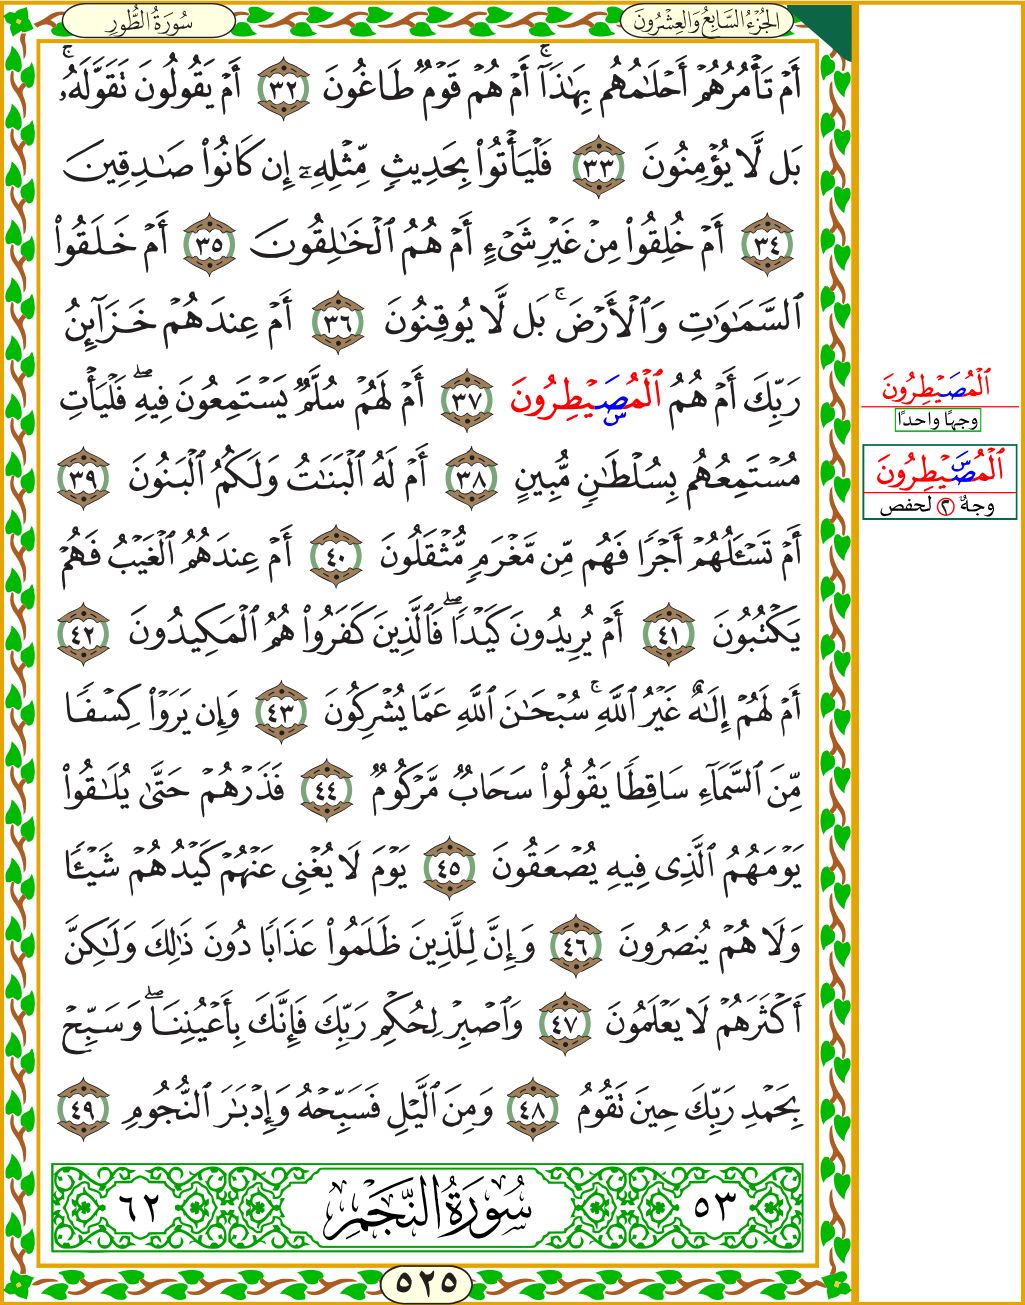 الجُزْءُ السَّابِعُ وَالعِشْرُونَ
سُورَةُ الطُّورِ
أَمۡ تَأۡمُرُهُمۡ أَحۡلَٰمُهُم بِهَٰذَآۚ أَمۡ هُمۡ قَوۡمٞ طَاغُونَ ٣٢ أَمۡ يَقُولُونَ تَقَوَّلَهُۥۚ
بَل لَّا يُؤۡمِنُونَ ٣٣ فَلۡيَأۡتُواْ بِحَدِيثٖ مِّثۡلِهِۦٓ إِن كَانُواْ صَٰدِقِينَ
٣٤ أَمۡ خُلِقُواْ مِنۡ غَيۡرِ شَيۡءٍ أَمۡ هُمُ ٱلۡخَٰلِقُونَ ٣٥ أَمۡ خَلَقُواْ
ٱلسَّمَٰوَٰتِ وَٱلۡأَرۡضَۚ بَل لَّا يُوقِنُونَ ٣٦ أَمۡ عِندَهُمۡ خَزَآئِنُ
رَبِّكَ أَمۡ هُمُ ٱلۡمُصَۜيۡطِرُونَ ٣٧ أَمۡ لَهُمۡ سُلَّمٞ يَسۡتَمِعُونَ فِيهِۖ فَلۡيَأۡتِ
مُسۡتَمِعُهُم بِسُلۡطَٰنٖ مُّبِينٍ ٣٨ أَمۡ لَهُ ٱلۡبَنَٰتُ وَلَكُمُ ٱلۡبَنُونَ ٣٩
أَمۡ تَسۡـَٔلُهُمۡ أَجۡرٗا فَهُم مِّن مَّغۡرَمٖ مُّثۡقَلُونَ ٤٠ أَمۡ عِندَهُمُ ٱلۡغَيۡبُ فَهُمۡ
يَكۡتُبُونَ ٤١ أَمۡ يُرِيدُونَ كَيۡدٗاۖ فَٱلَّذِينَ كَفَرُواْ هُمُ ٱلۡمَكِيدُونَ ٤٢
أَمۡ لَهُمۡ إِلَٰهٌ غَيۡرُ ٱللَّهِۚ سُبۡحَٰنَ ٱللَّهِ عَمَّا يُشۡرِكُونَ ٤٣ وَإِن يَرَوۡاْ كِسۡفٗا
مِّنَ ٱلسَّمَآءِ سَاقِطٗا يَقُولُواْ سَحَابٞ مَّرۡكُومٞ ٤٤ فَذَرۡهُمۡ حَتَّىٰ يُلَٰقُواْ
يَوۡمَهُمُ ٱلَّذِي فِيهِ يُصۡعَقُونَ ٤٥ يَوۡمَ لَا يُغۡنِي عَنۡهُمۡ كَيۡدُهُمۡ شَيۡـٔٗا
وَلَا هُمۡ يُنصَرُونَ ٤٦ وَإِنَّ لِلَّذِينَ ظَلَمُواْ عَذَابٗا دُونَ ذَٰلِكَ وَلَٰكِنَّ
أَكۡثَرَهُمۡ لَا يَعۡلَمُونَ ٤٧ وَٱصۡبِرۡ لِحُكۡمِ رَبِّكَ فَإِنَّكَ بِأَعۡيُنِنَاۖ وَسَبِّحۡ
بِحَمۡدِ رَبِّكَ حِينَ تَقُومُ ٤٨ وَمِنَ ٱلَّيۡلِ فَسَبِّحۡهُ وَإِدۡبَٰرَ ٱلنُّجُومِ ٤٩
٥٣ سُورَةُ النَّجْمِ ٦٢
٥٢٥
ٱلۡمُصَيۡطِرُونَ
وجهًا واحدًا
ٱلۡمُصَۜيۡطِرُونَ
وجهٌ ٢ لحفص